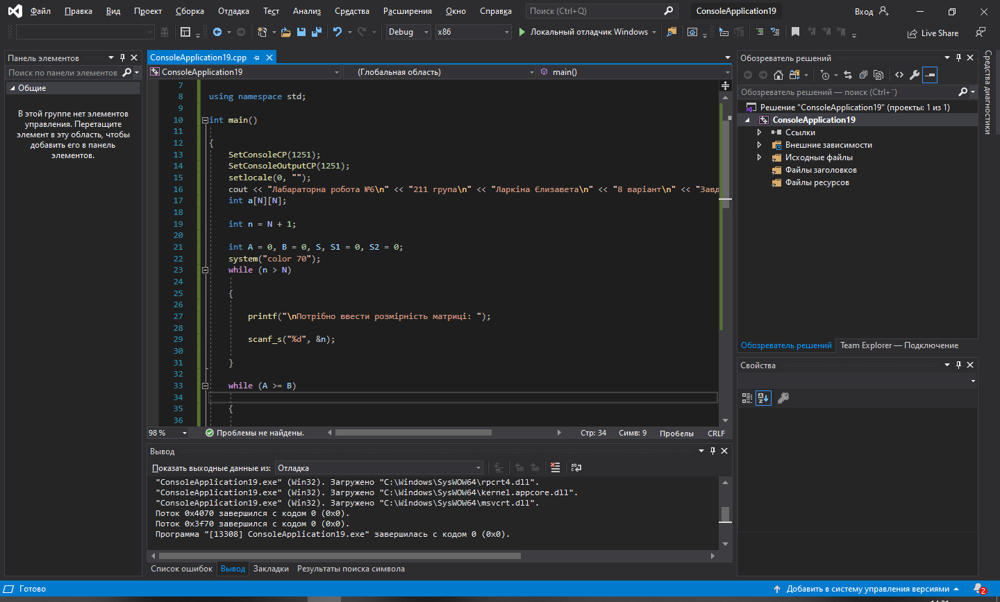 Файл Правка Вид Проект Сборка Отладка Тест Анализ Средства Расширения Окно Справка Поиск (Ctrl+Q) ConsoleApplication19 Вход
Debug x86 Локальный отладчик Windows Live Share
Панель элементов
Поиск по панели элементов
Общие
В этой группе нет элементов
управления. Перетащите
элемент в эту область, чтобы
добавить его в панель
элементов.
ConsoleApplication19.cpp
ConsoleApplication19 (Глобальная область) main()
7
8 using namespace std;
9
10 int main()
11
12 {
13 SetConsoleCP(1251);
14 SetConsoleOutputCP(1251);
15 setlocale(0, "");
16 cout << "Лабараторна робота №6\n" << "211 група\n" << "Ларкіна Єлизавета\n" << "8 варіант\n" << "Завд
17 int a[N][N];
18
19 int n = N + 1;
20
21 int A = 0, B = 0, S, S1 = 0, S2 = 0;
22 system("color 70");
23 while (n > N)
24
25 {
26
27 printf("\nПотрібно ввести розмірність матриці: ");
28
29 scanf_s("%d", &n);
30
31 }
32
33 while (A >= B)
34
35 {
36
98 % Проблемы не найдены. Стр: 34 Симв: 9 Пробелы CRLF
Вывод
Показать выходные данные из: Отладка
"ConsoleApplication19.exe" (Win32). Загружено "C:\Windows\SysWOW64\rpcrt4.dll".
"ConsoleApplication19.exe" (Win32). Загружено "C:\Windows\SysWOW64\kernel.appcore.dll".
"ConsoleApplication19.exe" (Win32). Загружено "C:\Windows\SysWOW64\msvcrt.dll".
Поток 0x4070 завершился с кодом 0 (0x0).
Поток 0x3f70 завершился с кодом 0 (0x0).
Программа "[13308] ConsoleApplication19.exe" завершилась с кодом 0 (0x0).
Список ошибок Вывод Закладки Результаты поиска символа
Обозреватель решений
Обозреватель решений — поиск (Ctrl+¨)
Решение "ConsoleApplication19" (проекты: 1 из 1)
ConsoleApplication19
Ссылки
Внешние зависимости
Исходные файлы
Файлы заголовков
Файлы ресурсов
Обозреватель решений Team Explorer — Подключение
Свойства
Средства диагностики
Готово Добавить в систему управления версиями 2